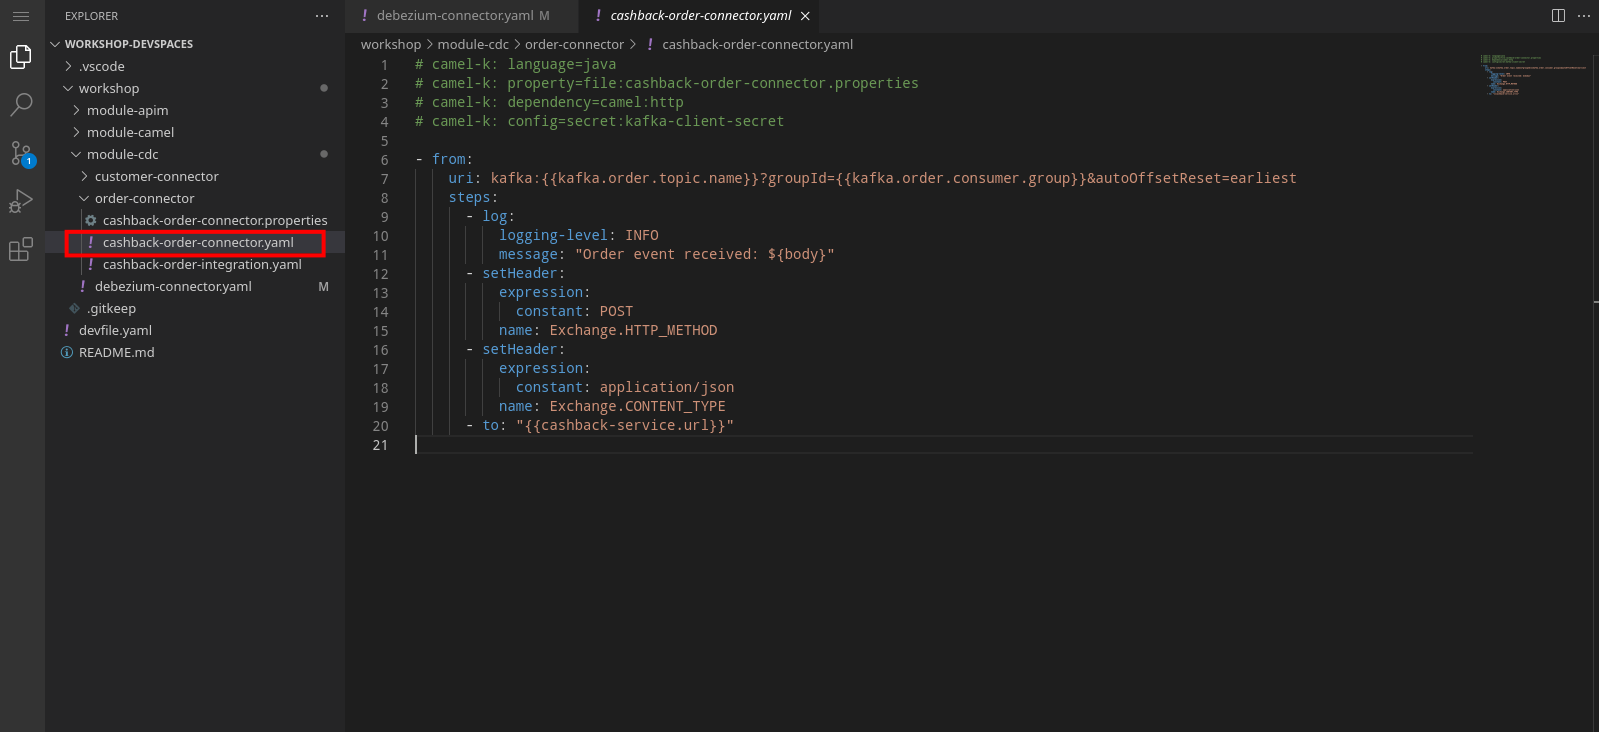 EXPLORER
WORKSHOP-DEVSPACES
.vscode
workshop
module-apim
module-camel
module-cdc
customer-connector
order-connector
cashback-order-connector.properties
cashback-order-connector.yaml
cashback-order-integration.yaml
debezium-connector.yaml M
.gitkeep
devfile.yaml
README.md
1
debezium-connector.yaml M
cashback-order-connector.yaml
workshop > module-cdc > order-connector > ! cashback-order-connector.yaml
1 # camel-k: language=java
2 # camel-k: property=file:cashback-order-connector.properties
3 # camel-k: dependency=camel:http
4 # camel-k: config=secret:kafka-client-secret
5
6 - from:
7 uri: kafka:{{kafka.order.topic.name}}?groupId={{kafka.order.consumer.group}}&autoOffsetReset=earliest
8 steps:
9 - log:
10 logging-level: INFO
11 message: "Order event received: ${body}"
12 - setHeader:
13 expression:
14 constant: POST
15 name: Exchange.HTTP_METHOD
16 - setHeader:
17 expression:
18 constant: application/json
19 name: Exchange.CONTENT_TYPE
20 - to: "{{cashback-service.url}}"
21